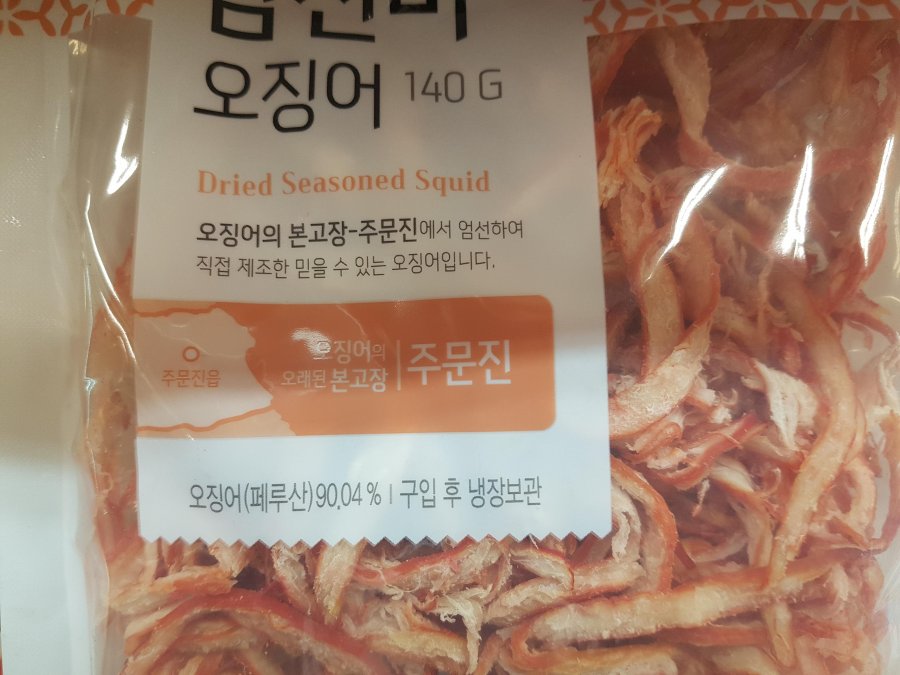 오징어 140 G
Dried Seasoned Squid
오징어의 본고장-주문진에서 엄선하여
직접 제조한 믿을 수 있는 오징어입니다.
주문진읍
오징어의
오래된 본고장
주문진
오징어(페루산)90.04% | 구입 후 냉장보관